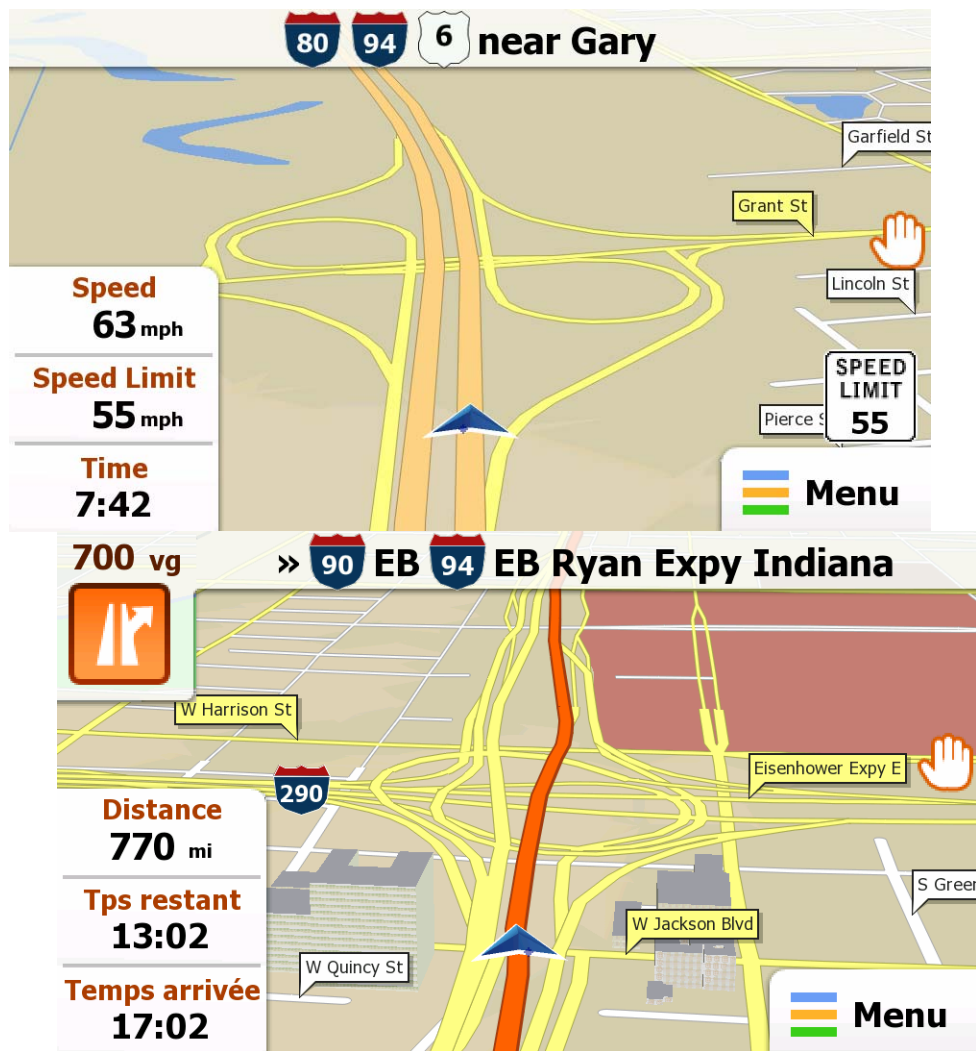 80 94 6 near Gary
Garfield St
Grant St
Lincoln St
Speed
63 mph
Speed Limit
55 mph
Time
7:42
SPEED
LIMIT
55
Pierce S
Menu
700 vg
» 90 EB 94 EB Ryan Expy Indiana
W Harrison St
Eisenhower Expy E
290
Distance
770 mi
Tps restant
13:02
Temps arrivée
17:02
S Green
W Jackson Blvd
W Quincy St
Menu